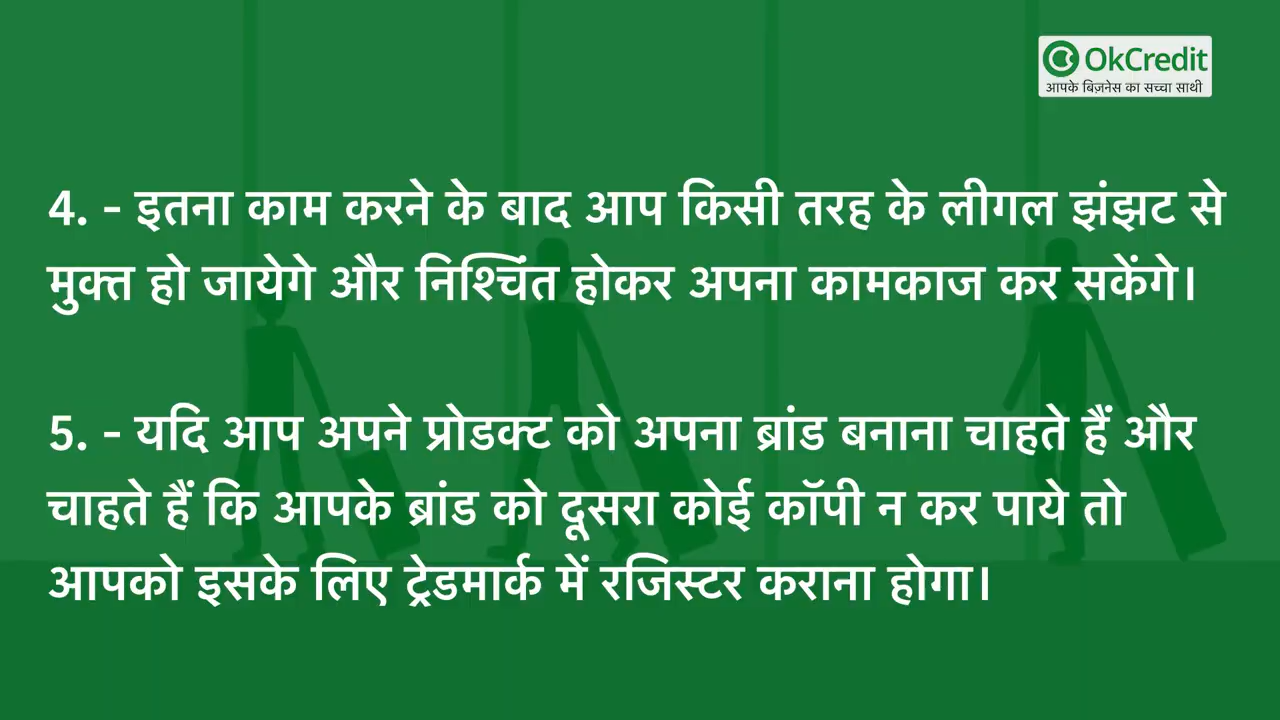 OkCredit
आपके बिज़नेस का सच्चा साथी
4. - इतना काम करने के बाद आप किसी तरह के लीगल झंझट से
मुक्त हो जायेगे और निश्चिंत होकर अपना कामकाज कर सकेंगे।
5. - यदि आप अपने प्रोडक्ट को अपना ब्रांड बनाना चाहते हैं और
चाहते हैं कि आपके ब्रांड को दूसरा कोई कॉपी न कर पाये तो
आपको इसके लिए ट्रेडमार्क में रजिस्टर कराना होगा।